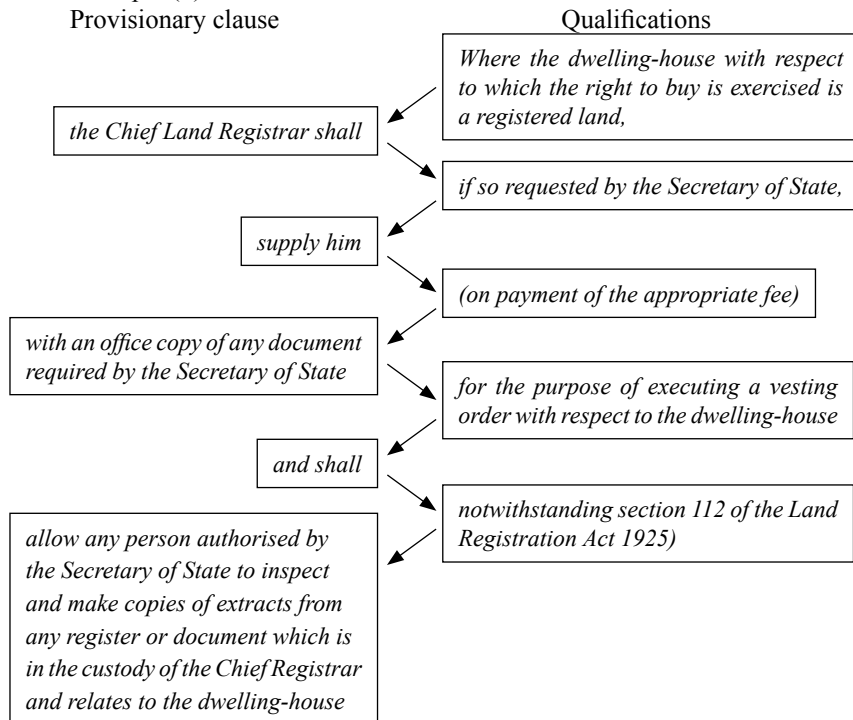 Provisionary clause
Qualifications
Where the dwelling-house with respect
to which the right to buy is exercised is
a registered land,
the Chief Land Registrar shall
if so requested by the Secretary of State,
supply him
(on payment of the appropriate fee)
with an office copy of any document
required by the Secretary of State
for the purpose of executing a vesting
order with respect to the dwelling-house
and shall
notwithstanding section 112 of the Land
Registration Act 1925)
allow any person authorised by
the Secretary of State to inspect
and make copies of extracts from
any register or document which is
in the custody of the Chief Registrar
and relates to the dwelling-house